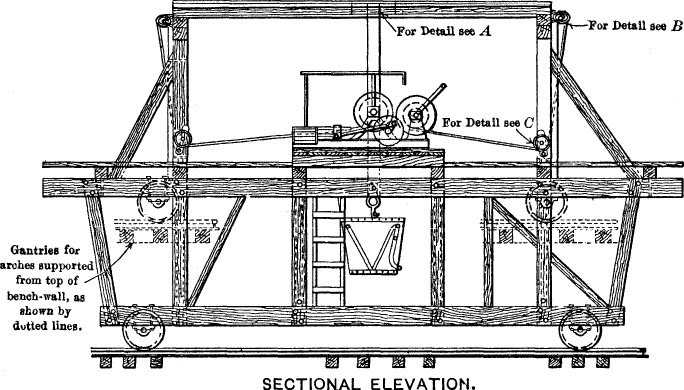 For Detail see A
For Detail see B
For Detail see C
Gantries for
arches supported
from top of
bench-wall, as
shown by
dotted lines.
SECTIONAL ELEVATION.